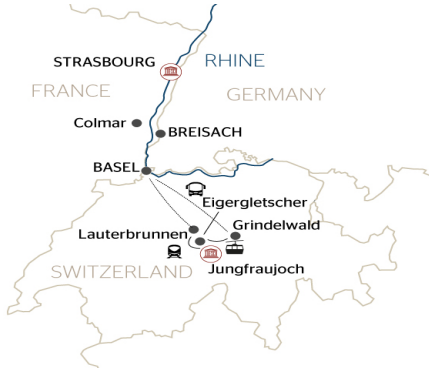 STRASBOURG
RHINE
FRANCE
GERMANY
Colmar
BREISACH
BASEL
Eigergletscher
Grindelwald
Lauterbrunnen
SWITZERLAND
Jungfraujoch